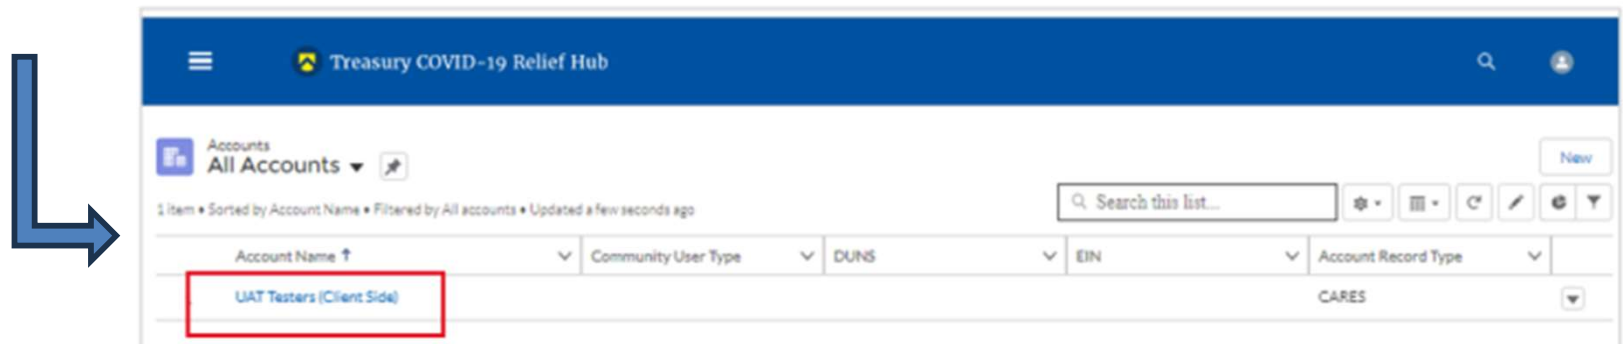 Treasury COVID-19 Relief Hub
Accounts
All Accounts
New
1 item • Sorted by Account Name • Filtered by All accounts • Updated a few seconds ago
Search this list...
Account Name ↑ Community User Type DUNS EIN Account Record Type
UAT Testers (Client Side) CARES